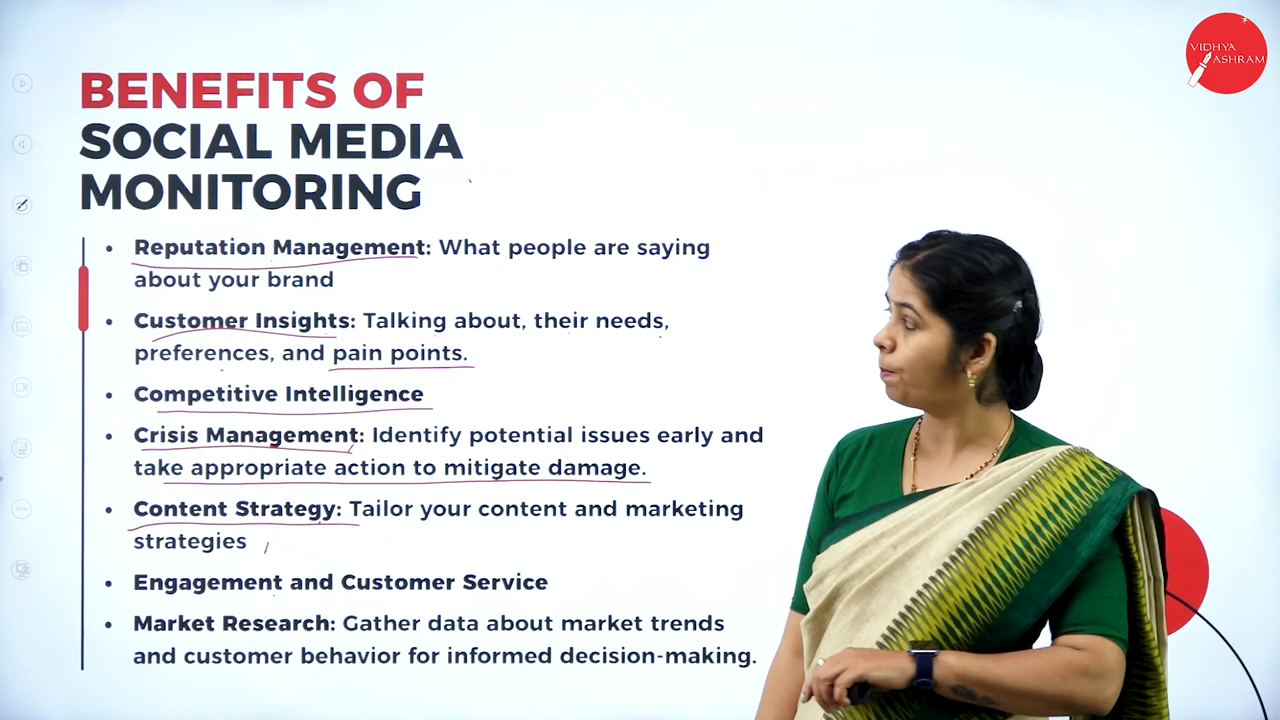 VIDHYA
ASHRAM
BENEFITS OF
SOCIAL MEDIA
MONITORING
• Reputation Management: What people are saying
about your brand
• Customer Insights: Talking about, their needs,
preferences, and pain points.
• Competitive Intelligence
• Crisis Management: Identify potential issues early and
take appropriate action to mitigate damage.
• Content Strategy: Tailor your content and marketing
strategies
• Engagement and Customer Service
• Market Research: Gather data about market trends
and customer behavior for informed decision-making.